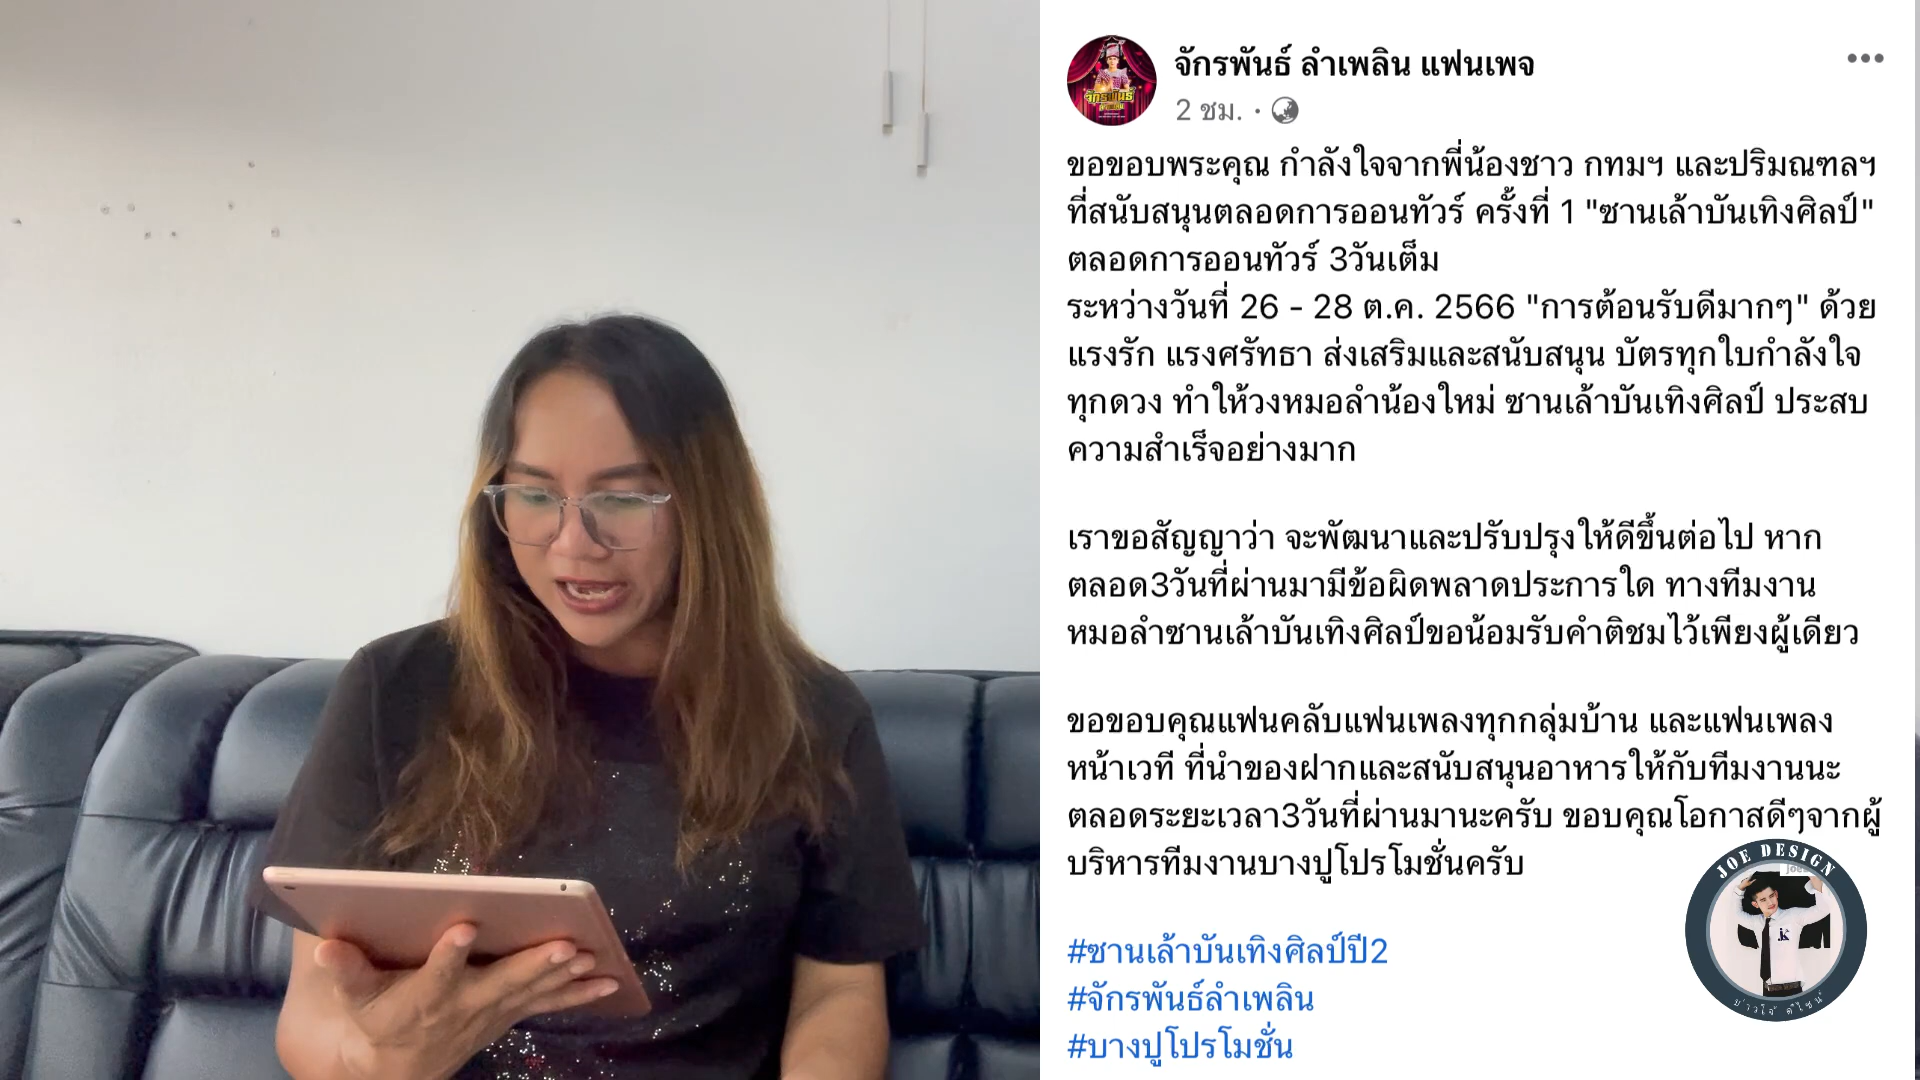 จักรพันธ์ ลำเพลิน แฟนเพจ
2 ชม. ·
ขอขอบพระคุณ กำลังใจจากพี่น้องชาว กทมฯ และปริมณฑลฯ
ที่สนับสนุนตลอดการออนทัวร์ ครั้งที่ 1 "ซานเล้าบันเทิงศิลป์"
ตลอดการออนทัวร์ 3วันเต็ม
ระหว่างวันที่ 26 - 28 ต.ค. 2566 "การต้อนรับดีมากๆ" ด้วย
แรงรัก แรงศรัทธา ส่งเสริมและสนับสนุน บัตรทุกใบกำลังใจ
ทุกดวง ทำให้วงหมอลำน้องใหม่ ซานเล้าบันเทิงศิลป์ ประสบ
ความสำเร็จอย่างมาก
เราขอสัญญาว่า จะพัฒนาและปรับปรุงให้ดีขึ้นต่อไป หาก
ตลอด3วันที่ผ่านมามีข้อผิดพลาดประการใด ทางทีมงาน
หมอลำซานเล้าบันเทิงศิลป์ขอน้อมรับคำติชมไว้เพียงผู้เดียว
ขอขอบคุณแฟนคลับแฟนเพลงทุกกลุ่มบ้าน และแฟนเพลง
หน้าเวที ที่นำของฝากและสนับสนุนอาหารให้กับทีมงานนะ
ตลอดระยะเวลา3วันที่ผ่านมานะครับ ขอบคุณโอกาสดีๆจากผู้
บริหารทีมงานบางปูโปรโมชั่นครับ
#ซานเล้าบันเทิงศิลป์ปี2
#จักรพันธ์ลำเพลิน
#บางปูโปรโมชั่น
JOE DESIGN
บ่าวโจ้ ดีไซน์